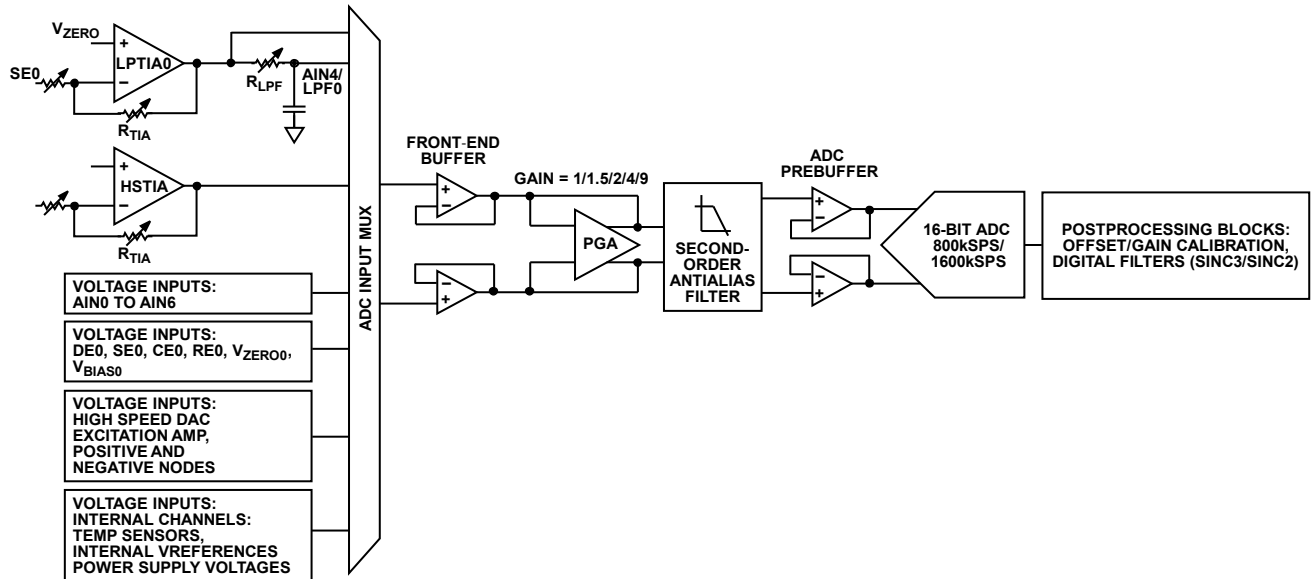 VZERO
+
LPTIA0
−
SE0
RTIA
RLPF
AIN4/
LPF0
+
HSTIA
−
RTIA
VOLTAGE INPUTS:
AIN0 TO AIN6
VOLTAGE INPUTS:
DE0, SE0, CE0, RE0, VZERO0,
VBIAS0
VOLTAGE INPUTS:
HIGH SPEED DAC
EXCITATION AMP,
POSITIVE AND
NEGATIVE NODES
VOLTAGE INPUTS:
INTERNAL CHANNELS:
TEMP SENSORS,
INTERNAL VREFERENCES
POWER SUPPLY VOLTAGES
ADC INPUT MUX
FRONT-END
BUFFER
+
−
−
+
GAIN = 1/1.5/2/4/9
PGA
SECOND-
ORDER
ANTIALIAS
FILTER
ADC
PREBUFFER
+
−
−
+
16-BIT ADC
800kSPS/
1600kSPS
POSTPROCESSING BLOCKS:
OFFSET/GAIN CALIBRATION,
DIGITAL FILTERS (SINC3/SINC2)